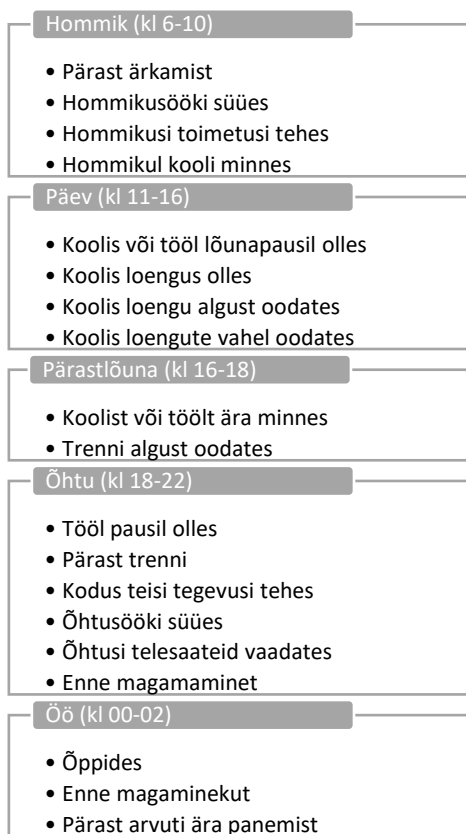 Hommik (kl 6-10)
• Pärast ärkamist
• Hommikusööki süües
• Hommikusi toimetusi tehes
• Hommikul kooli minnes
Päev (kl 11-16)
• Koolis või tööl lõunapausil olles
• Koolis loengus olles
• Koolis loengu algust oodates
• Koolis loengute vahel oodates
Pärastlõuna (kl 16-18)
• Koolist või töölt ära minnes
• Trenni algust oodates
Õhtu (kl 18-22)
• Tööl pausil olles
• Pärast trenni
• Kodus teisi tegevusi tehes
• Õhtusööki süües
• Õhtusi telesaateid vaadates
• Enne magamaminet
Öö (kl 00-02)
• Õppides
• Enne magaminekut
• Pärast arvuti ära panemist